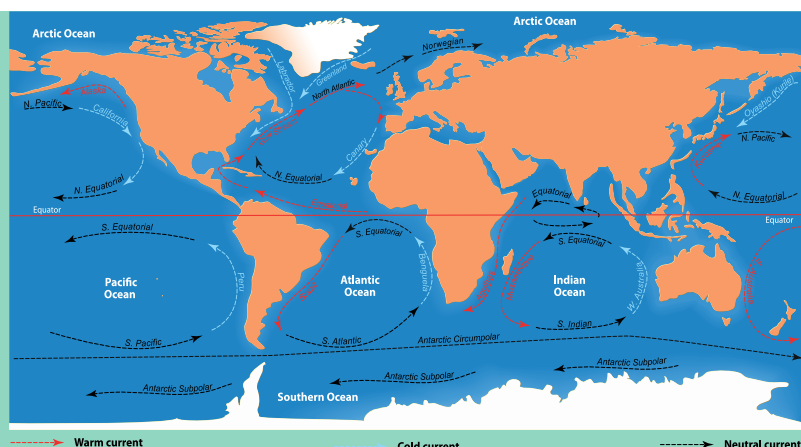 Arctic Ocean
Arctic Ocean
Norwegian
Labrador
Greenland
N. Pacific
California
North Atlantic
Oyashio (Kurile)
N. Pacific
Canary
N. Equatorial
N. Equatorial
Equatorial
N. Equatorial
Equator
Equator
S. Equatorial
S. Equatorial
S. Equatorial
Peru
Benguela
W. Australia
Pacific
Ocean
Atlantic
Ocean
Indian
Ocean
S. Pacific
S. Atlantic
S. Indian
Antarctic Circumpolar
Antarctic Subpolar
Antarctic Subpolar
Antarctic Subpolar
Southern Ocean
Warm current
Cold current
Neutral current